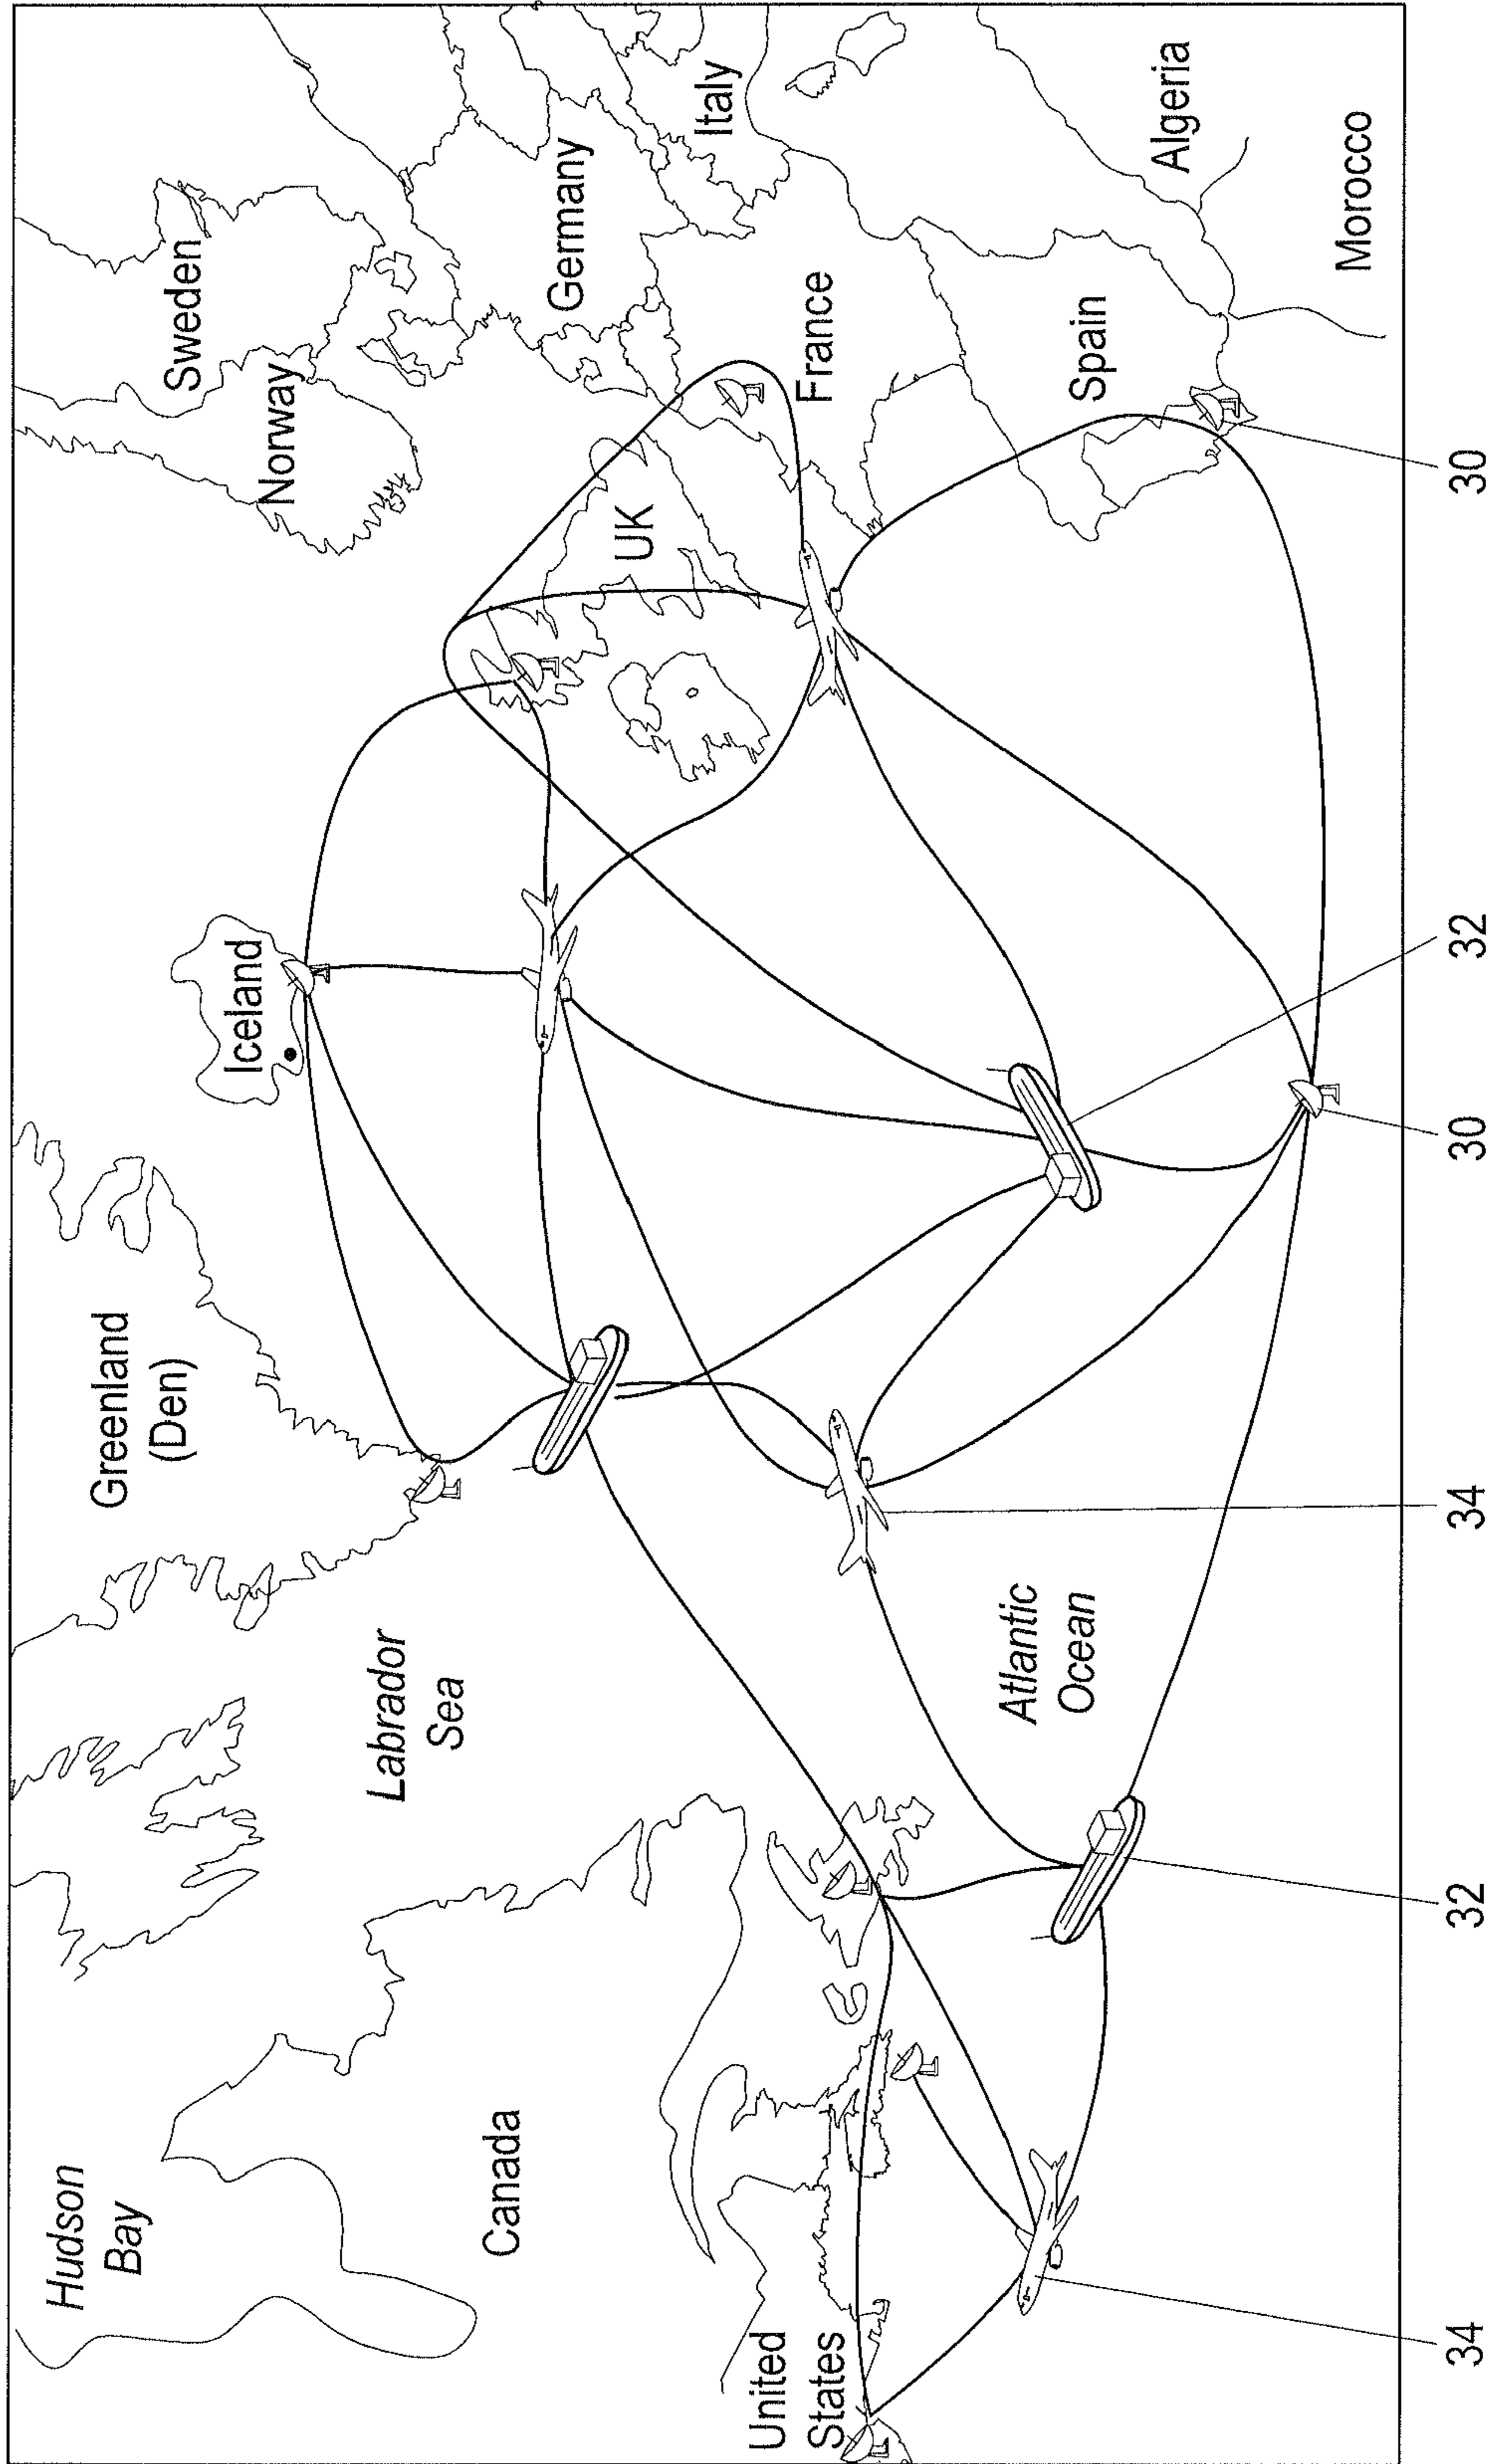 Hudson
Bay
Greenland
(Den)
Iceland
Norway
Sweden
Labrador
Sea
Canada
UK
Germany
United
States
France
Italy
Atlantic
Ocean
Spain
Algeria
Morocco
34
32
34
30
32
30